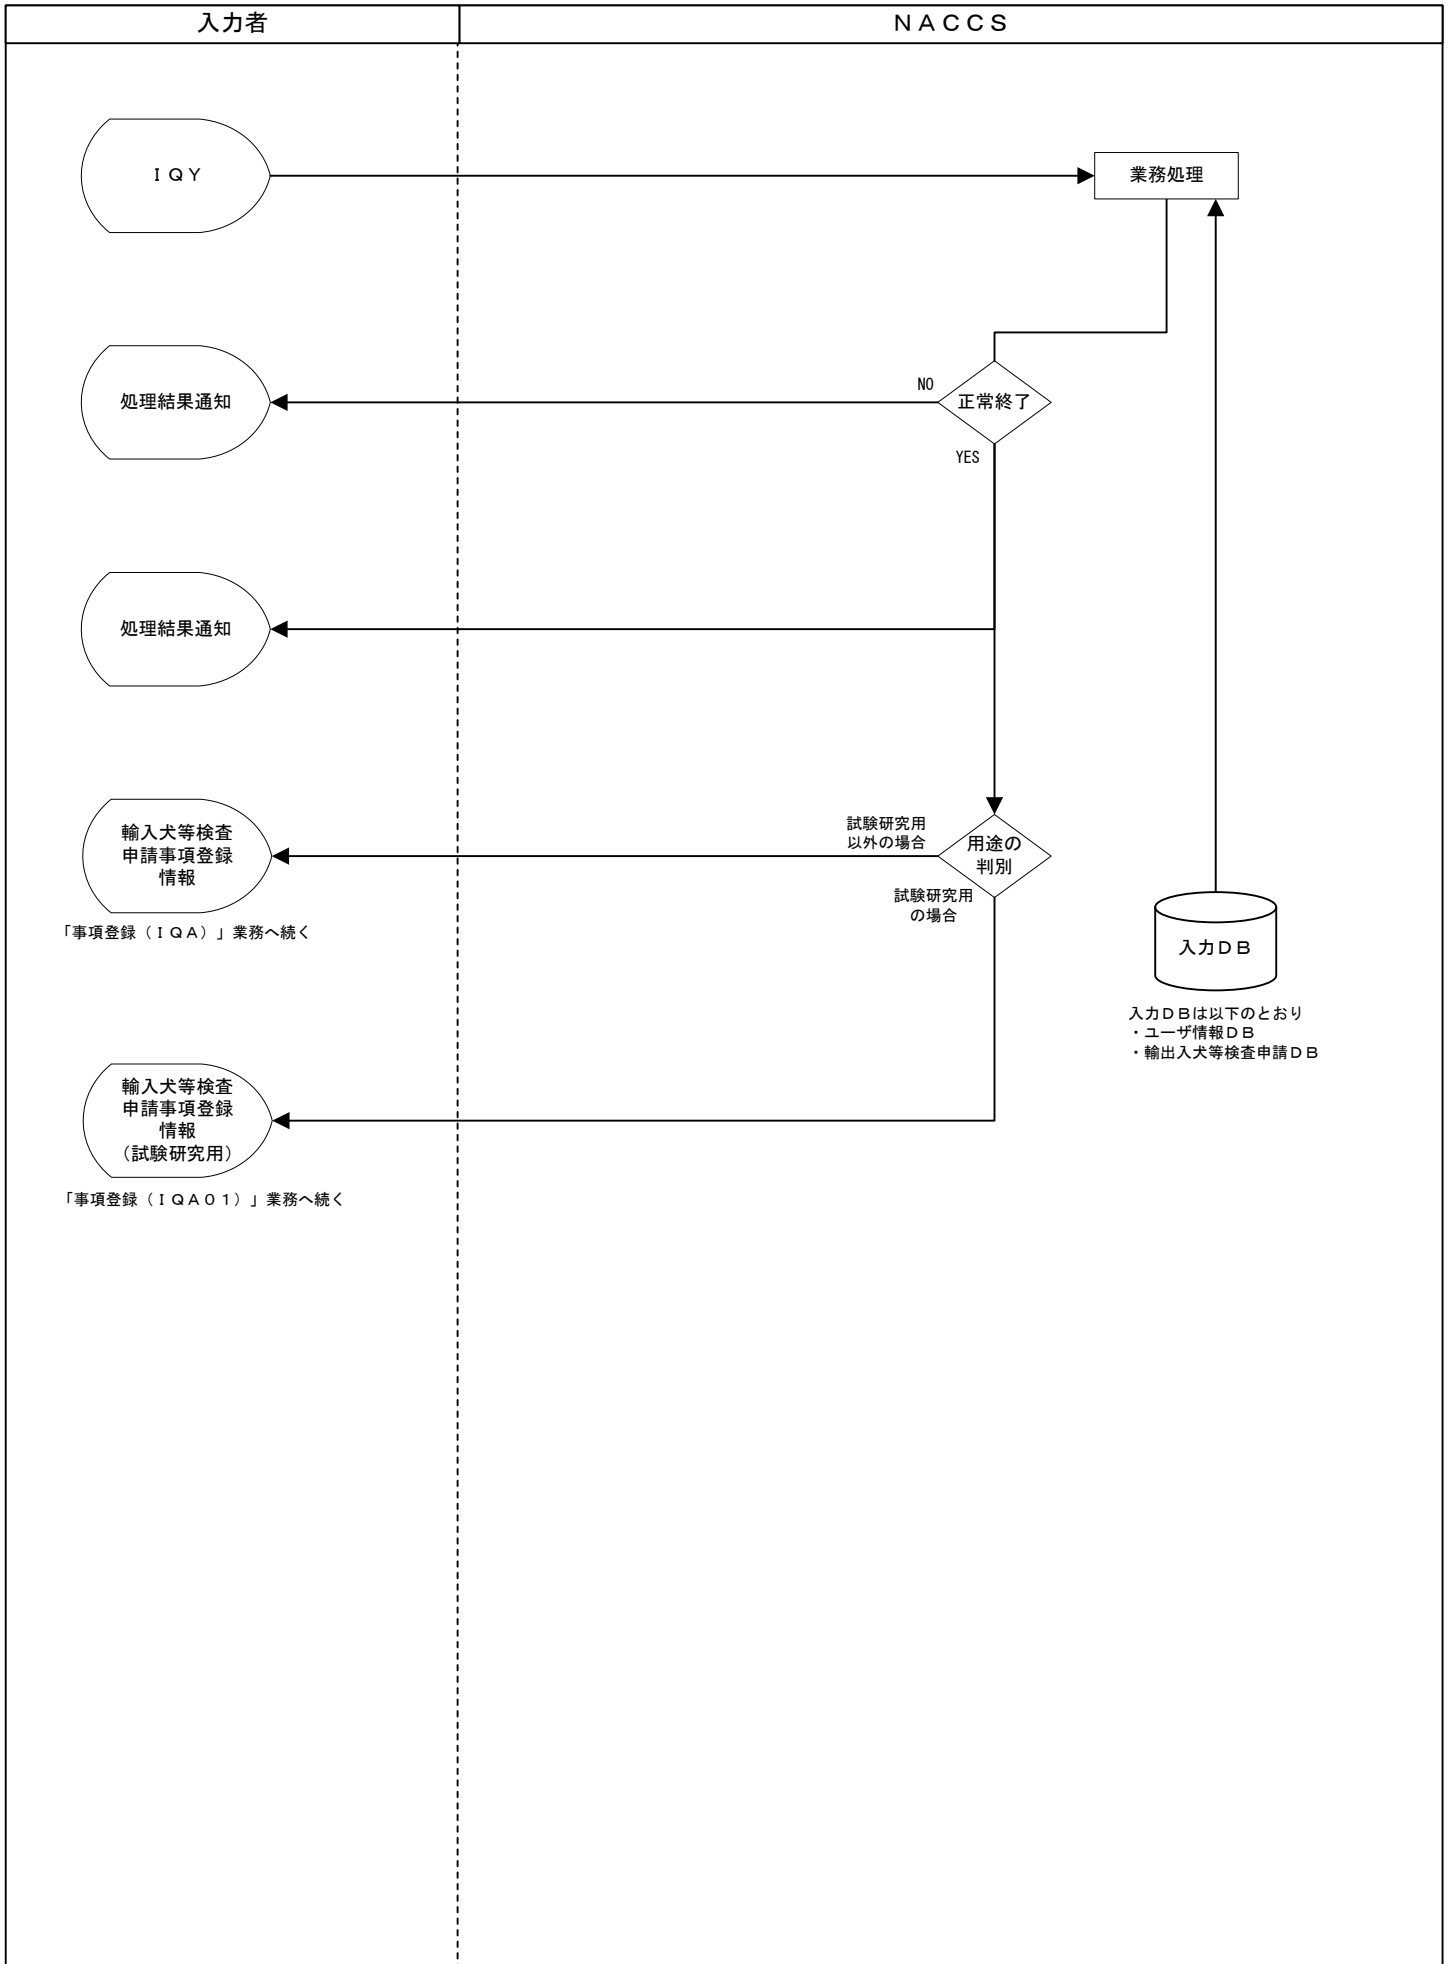 入力者
ＮＡＣＣＳ
ＩＱＹ
業務処理
処理結果通知
NO
正常終了
YES
処理結果通知
輸入犬等検査
申請事項登録
情報
試験研究用
以外の場合
用途の
判別
試験研究用
の場合
「事項登録（ＩＱＡ）」業務へ続く
入力ＤＢ
入力ＤＢは以下のとおり
・ユーザ情報ＤＢ
・輸出入犬等検査申請ＤＢ
輸入犬等検査
申請事項登録
情報
（試験研究用）
「事項登録（ＩＱＡ０１）」業務へ続く